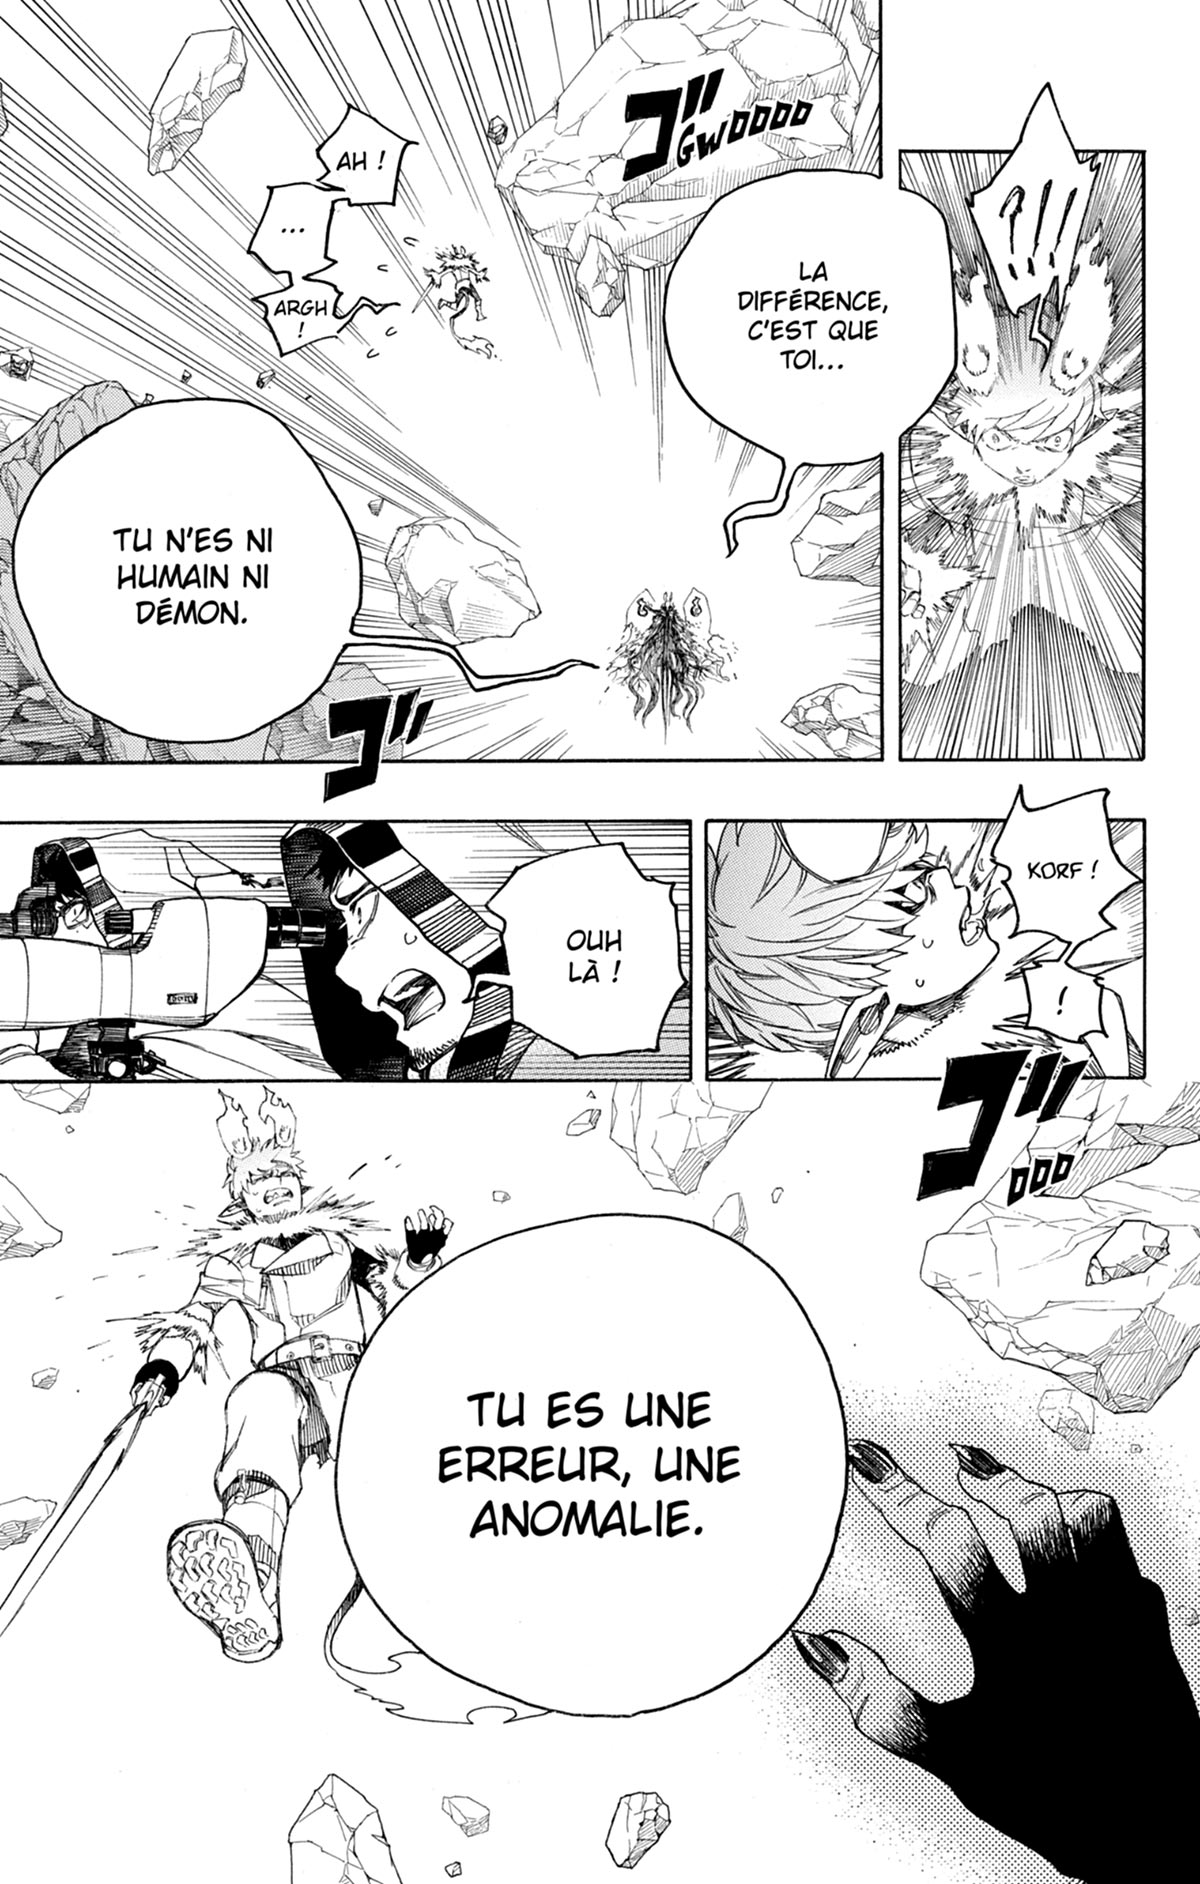 ?!!!
ゴ
GWOOOO
LA
DIFFÉRENCE,
C'EST QUE
TOI...
AH !
...
ARGH
!
TU N'ES NI
HUMAIN NI
DÉMON.
ゴ
KORF !
!
OUH
LÀ !
ゴ
OOO
TU ES UNE
ERREUR, UNE
ANOMALIE.